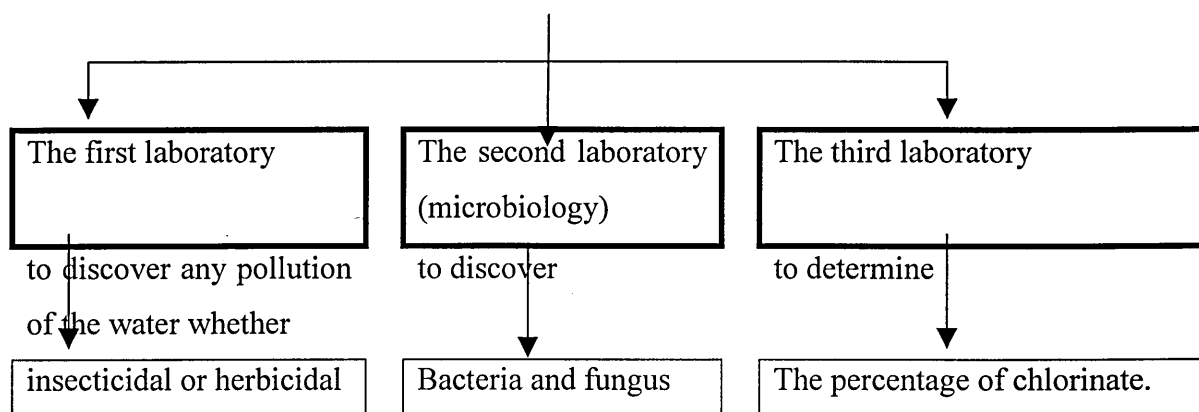 The first laboratory
to discover any pollution
of the water whether
insecticidal or herbicidal
The second laboratory
(microbiology)
to discover
Bacteria and fungus
The third laboratory
to determine
The percentage of chlorinate.